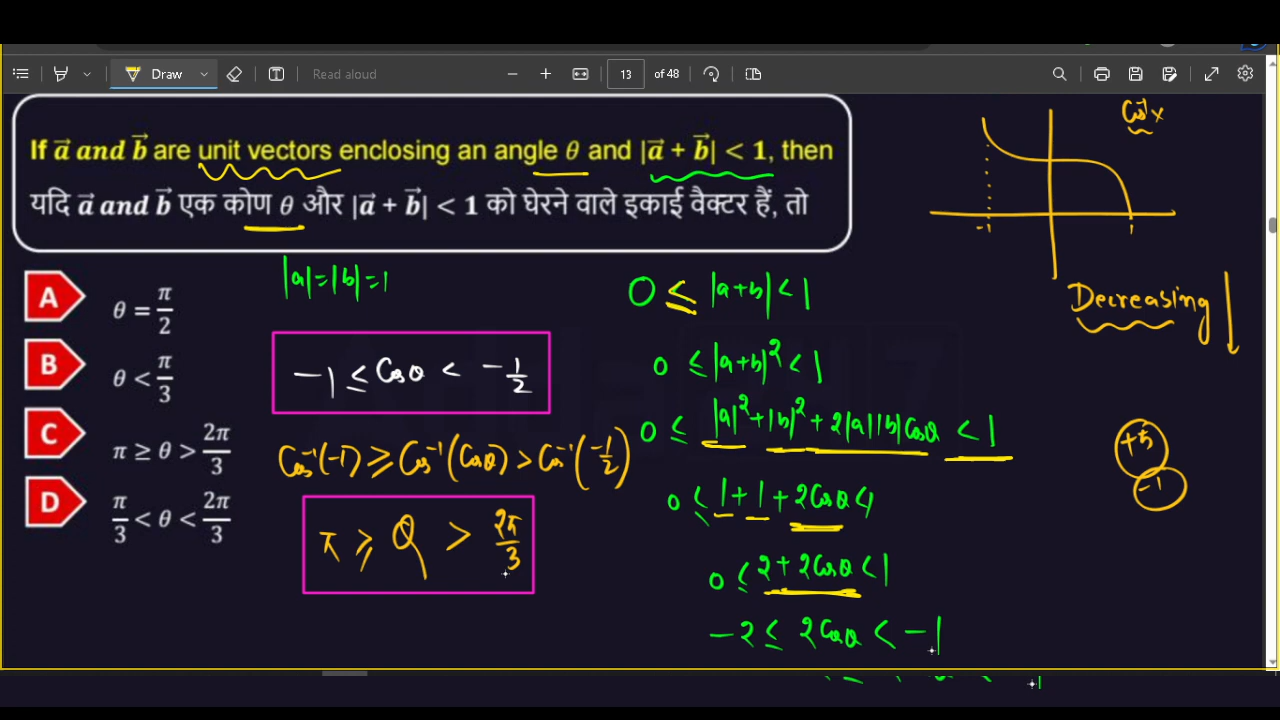 Draw
Read aloud
13 of 48
If a⃗ and b⃗ are unit vectors enclosing an angle θ and |a⃗ + b⃗| < 1, then
यदि a⃗ and b⃗ एक कोण θ और |a⃗ + b⃗| < 1 को घेरने वाले इकाई वैक्टर हैं, तो
A θ = π/2
B θ < π/3
C π ≥ θ > 2π/3
D π/3 < θ < 2π/3
|a| = |b| = 1
-1 ≤ Cosθ < -1/2
Cos⁻¹(-1) ≥ Cos⁻¹(Cosθ) > Cos⁻¹(-1/2)
π ≥ θ > 2π/3
0 ≤ |a+b| < 1
0 ≤ |a+b|² < 1
0 ≤ |a|² + |b|² + 2|a||b|Cosθ < 1
0 ≤ 1 + 1 + 2Cosθ < 1
0 ≤ 2 + 2Cosθ < 1
-2 ≤ 2Cosθ < -1
Cos⁻¹x
-1 1
Decreasing
-1